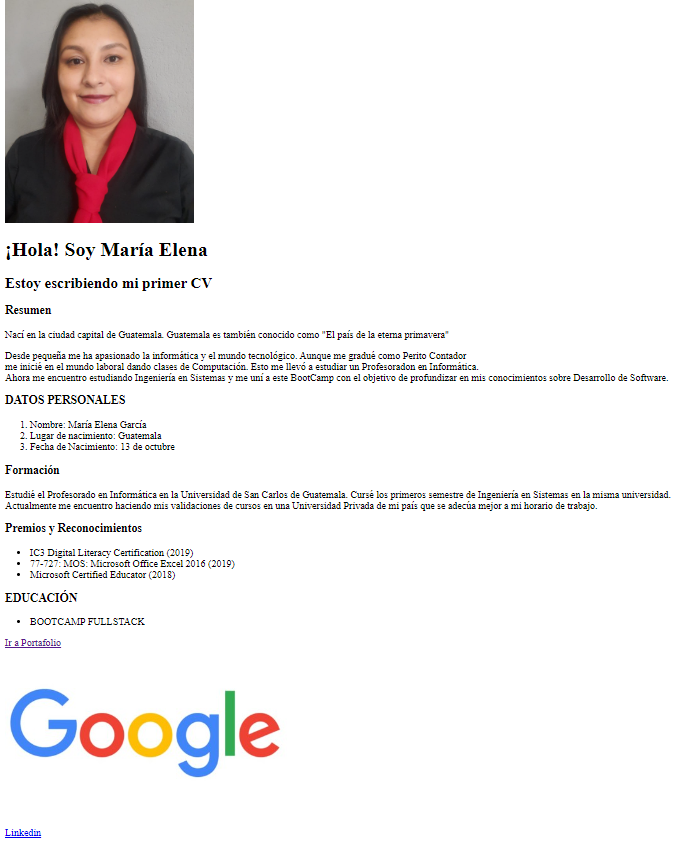 ¡Hola! Soy María Elena
Estoy escribiendo mi primer CV
Resumen
Nací en la ciudad capital de Guatemala. Guatemala es también conocido como "El país de la eterna primavera"
Desde pequeña me ha apasionado la informática y el mundo tecnológico. Aunque me gradué como Perito Contador
me inicié en el mundo laboral dando clases de Computación. Esto me llevó a estudiar un Profesoradon en Informática.
Ahora me encuentro estudiando Ingeniería en Sistemas y me uní a este BootCamp con el objetivo de profundizar en mis conocimientos sobre Desarrollo de Software.
DATOS PERSONALES
1. Nombre: María Elena García
2. Lugar de nacimiento: Guatemala
3. Fecha de Nacimiento: 13 de octubre
Formación
Estudié el Profesorado en Informática en la Universidad de San Carlos de Guatemala. Cursé los primeros semestre de Ingeniería en Sistemas en la misma universidad.
Actualmente me encuentro haciendo mis validaciones de cursos en una Universidad Privada de mi país que se adecúa mejor a mi horario de trabajo.
Premios y Reconocimientos
• IC3 Digital Literacy Certification (2019)
• 77-727: MOS: Microsoft Office Excel 2016 (2019)
• Microsoft Certified Educator (2018)
EDUCACIÓN
• BOOTCAMP FULLSTACK
Ir a Portafolio
Google
Linkedin